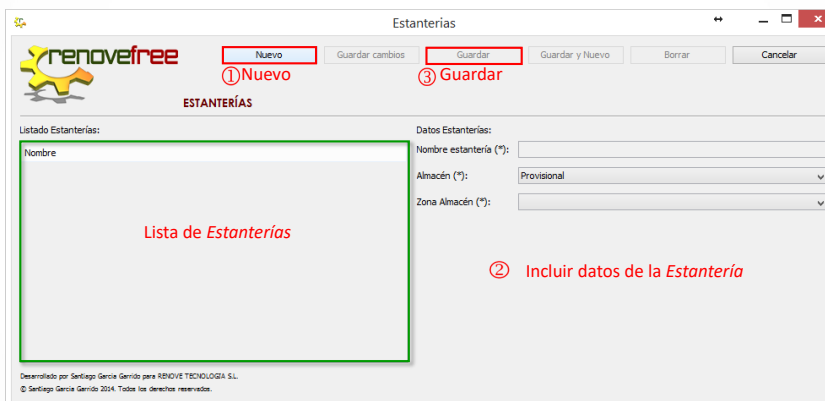 Estanterias
renovefree
Nuevo Guardar cambios Guardar Guardar y Nuevo Borrar Cancelar
①Nuevo ③ Guardar
ESTANTERÍAS
Listado Estanterías: Datos Estanterías:
Nombre Nombre estantería (*):
Almacén (*): Provisional
Zona Almacén (*):
Lista de Estanterías
② Incluir datos de la Estantería
Desarrollado por Santiago Garcia Garrido para RENOVE TECNOLOGÍA S.L.
© Santiago Garcia Garrido 2014. Todos los derechos reservados.